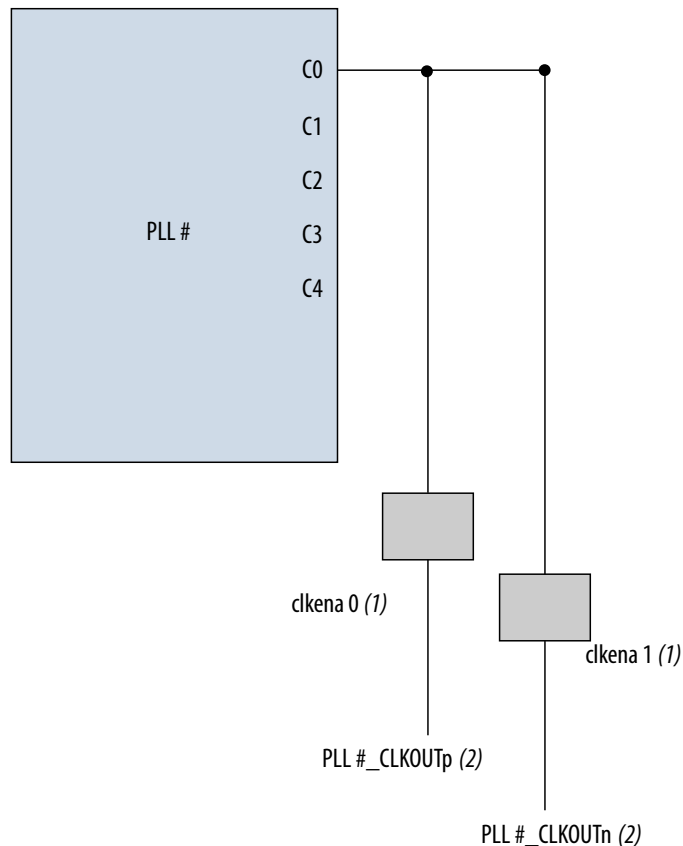 C0
C1
C2
PLL #
C3
C4
clkena 0 (1)
clkena 1 (1)
PLL #_CLKOUTp (2)
PLL #_CLKOUTn (2)